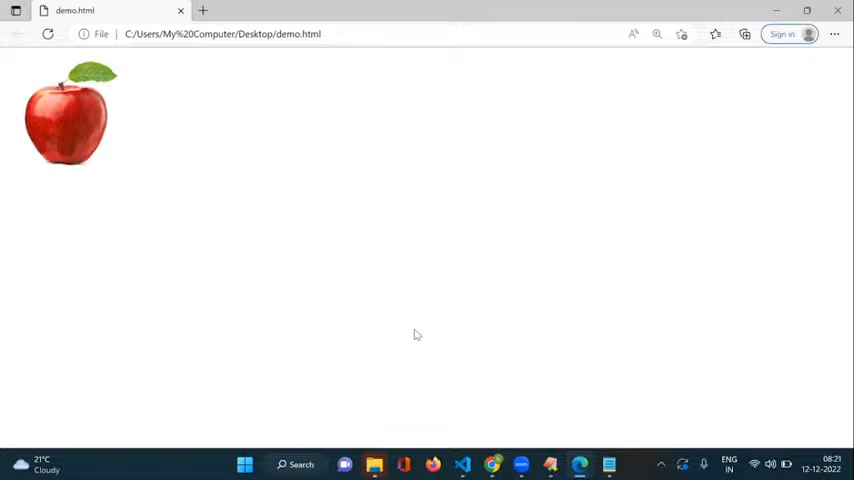 demo.html
File
C:/Users/My%20Computer/Desktop/demo.html
Sign in
21°C
Cloudy
Search
ENG
IN
08:21
12-12-2022